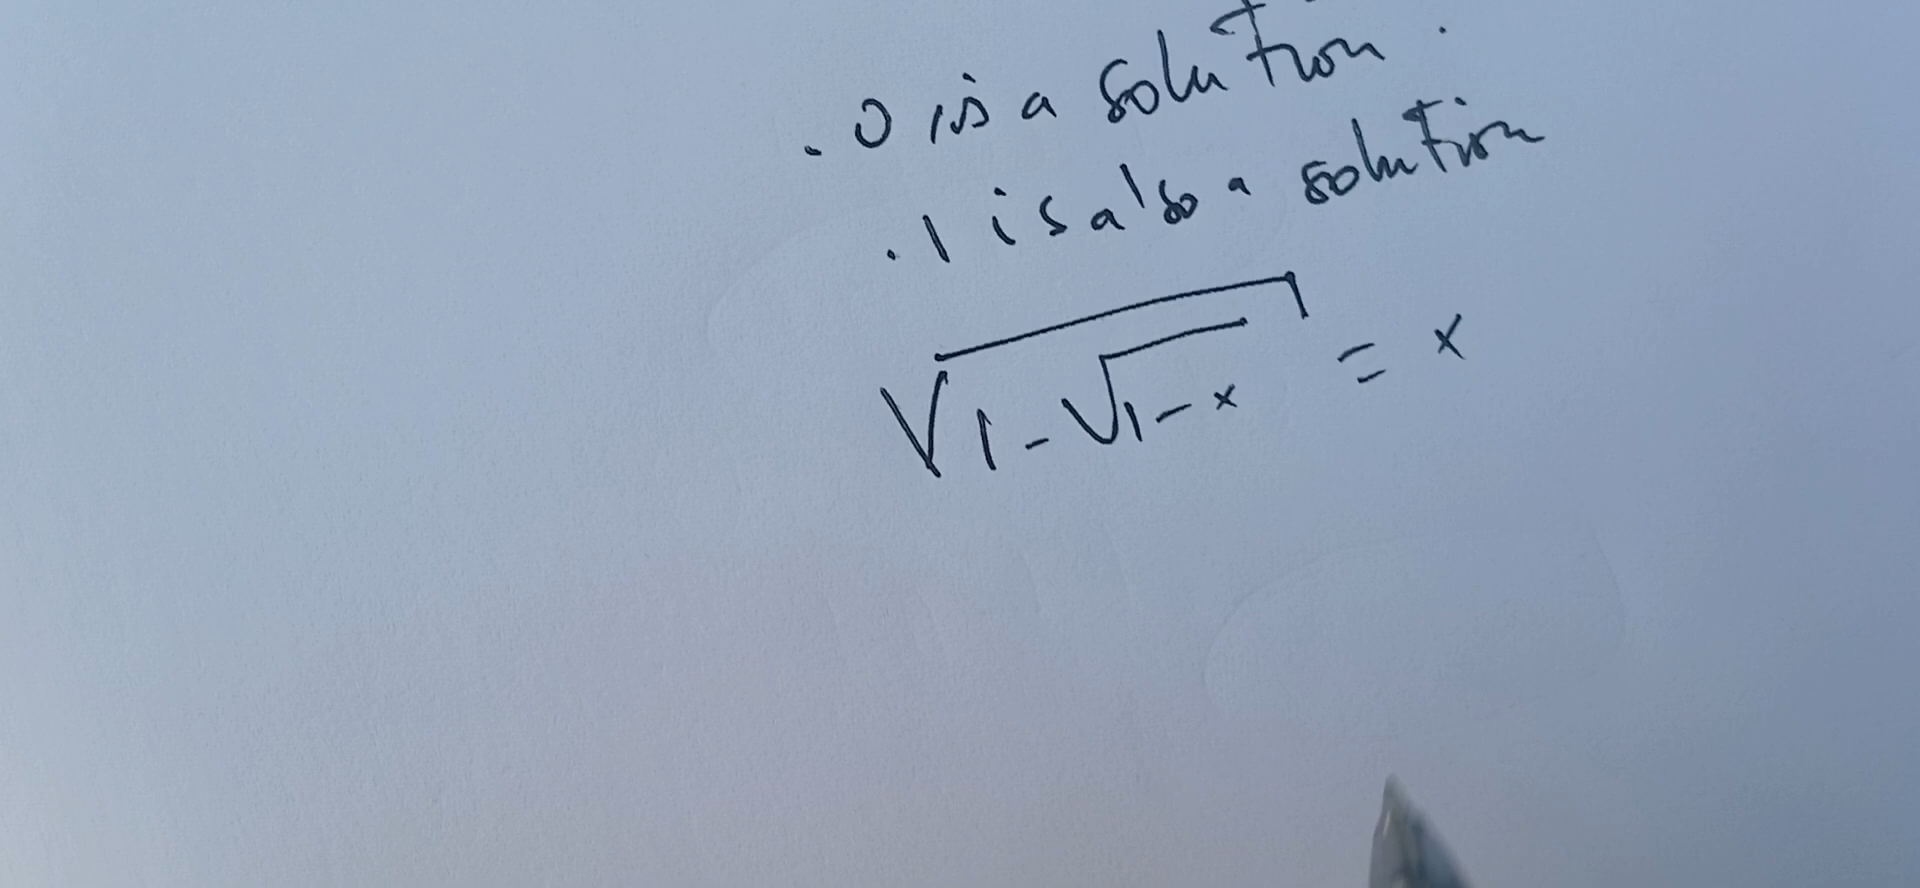 . 0 is a solution.
. 1 is also a solution
√(1-√(1-x)) = x